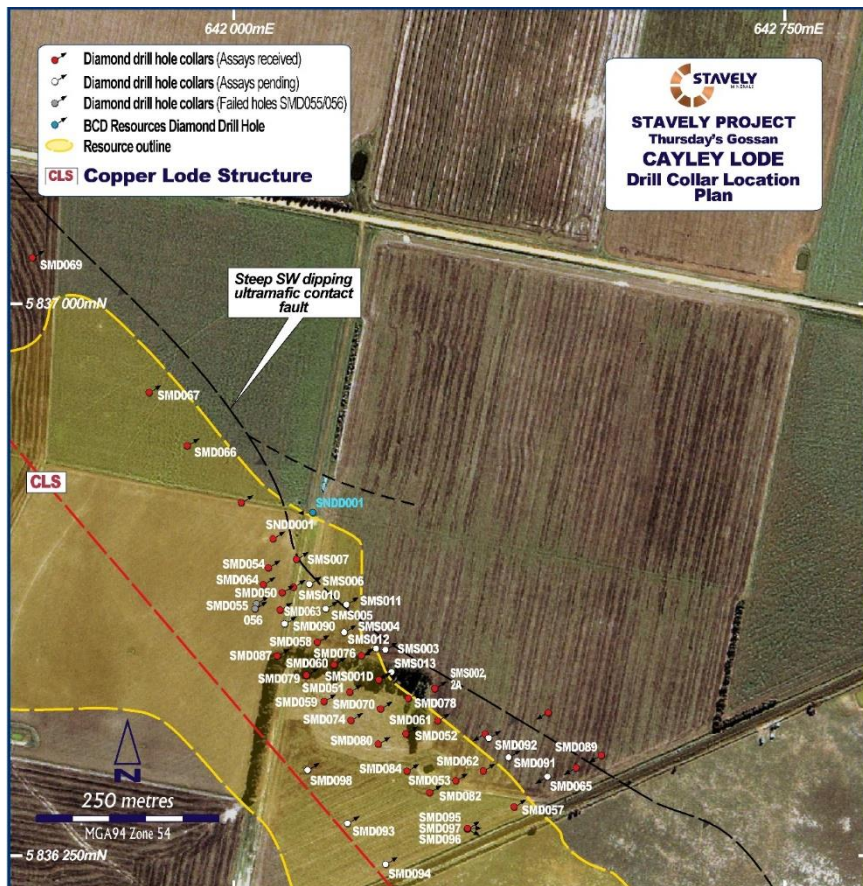 642 000mE
642 750mE
Diamond drill hole collars (Assays received)
Diamond drill hole collars (Assays pending)
Diamond drill hole collars (Failed holes SMD055/056)
BCD Resources Diamond Drill Hole
Resource outline
CLS Copper Lode Structure
STAVELY
MINERALS
STAVELY PROJECT
Thursday's Gossan
CAYLEY LODE
Drill Collar Location
Plan
SMD069
Steep SW dipping
ultramafic contact
fault
5 837 000mN
SMD067
SMD066
CLS
SNDD001
SNDD001
SMS007
SMD054
SMD064
SMS006
SMD050
SMS010
SMS011
SMD055
056
SMD063
SMS005
SMD090
SMS004
SMD058
SMS012
SMS003
SMD087
SMD076
SMD060
SMS013
SMD079
SMS001D
SMS002,
2A
SMD051
SMD059
SMD070
SMD078
SMD074
SMD061
SMD052
SMD080
SMD092
SMD089
SMD091
SMD062
SMD098
SMD084
SMD065
SMD053
SMD082
N
250 metres
MGA94 Zone 54
SMD057
SMD095
SMD097
SMD096
SMD093
5 836 250mN
SMD094